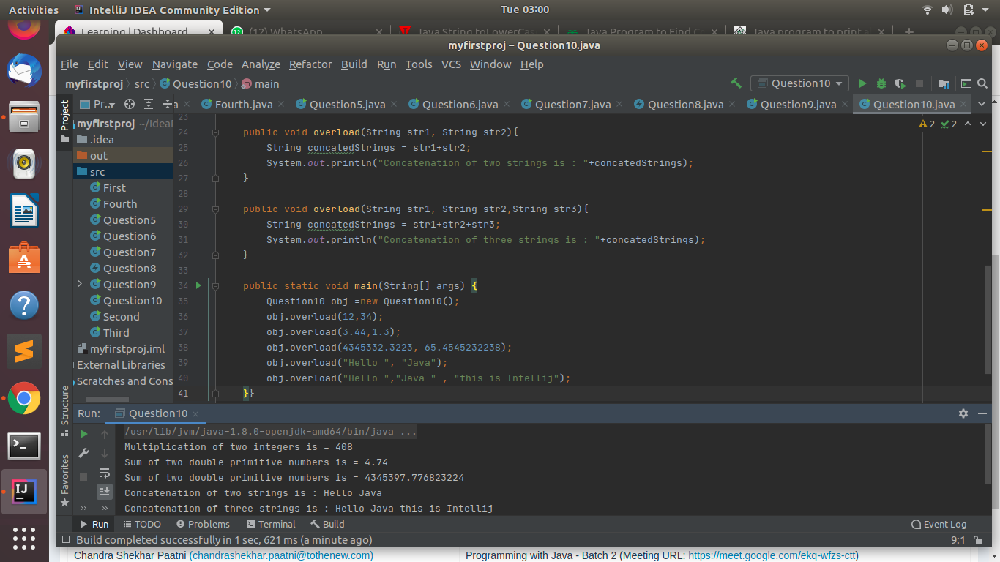 Activities IntelliJ IDEA Community Edition Tue 03:00
Learning | Dashboard (12) WhatsApp Java String toLowerCas Java Program to Find Java program to print a
myfirstproj – Question10.java
File Edit View Navigate Code Analyze Refactor Build Run Tools VCS Window Help
myfirstproj src Question10 main Question10
Project Pr... a Fourth.java Question5.java Question6.java Question7.java Question8.java Question9.java Question10.java
myfirstproj ~/IdeaP
.idea
out
src
First
Fourth
Question5
Question6
Question7
Question8
Question9
Question10
Second
Third
myfirstproj.iml
External Libraries
Scratches and Cons
2 2
23
24 public void overload(String str1, String str2){
25 String concatedStrings = str1+str2;
26 System.out.println("Concatenation of two strings is : "+concatedStrings);
27 }
28
29 public void overload(String str1, String str2,String str3){
30 String concatedStrings = str1+str2+str3;
31 System.out.println("Concatenation of three strings is : "+concatedStrings);
32 }
33
34 public static void main(String[] args) {
35 Question10 obj =new Question10();
36 obj.overload(12,34);
37 obj.overload(3.44,1.3);
38 obj.overload(4345332.3223, 65.4545232238);
39 obj.overload("Hello ", "Java");
40 obj.overload("Hello ","Java " , "this is Intellij");
41 }}
Structure
Favorites
Run: Question10
/usr/lib/jvm/java-1.8.0-openjdk-amd64/bin/java ...
Multiplication of two integers is = 408
Sum of two double primitive numbers is = 4.74
Sum of two double primitive numbers is = 4345397.776823224
Concatenation of two strings is : Hello Java
Concatenation of three strings is : Hello Java this is Intellij
Run TODO Problems Terminal Build Event Log
Build completed successfully in 1 sec, 621 ms (a minute ago) 9:1
Chandra Shekhar Paatni (chandrashekhar.paatni@tothenew.com) Programming with Java - Batch 2 (Meeting URL: https://meet.google.com/ekq-wfzs-ctt)